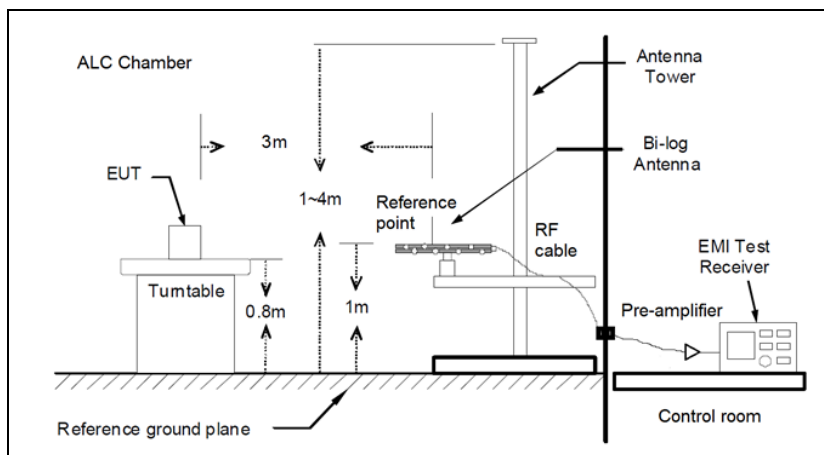 ALC Chamber
Antenna
Tower
3m
Bi-log
Antenna
EUT
1~4m
Reference
point
RF
cable
EMI Test
Receiver
Turntable
0.8m
1m
Pre-amplifier
Reference ground plane
Control room